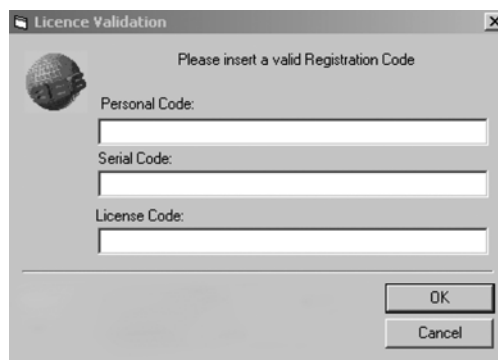 Licence Validation
Please insert a valid Registration Code
Personal Code:
Serial Code:
License Code:
OK
Cancel